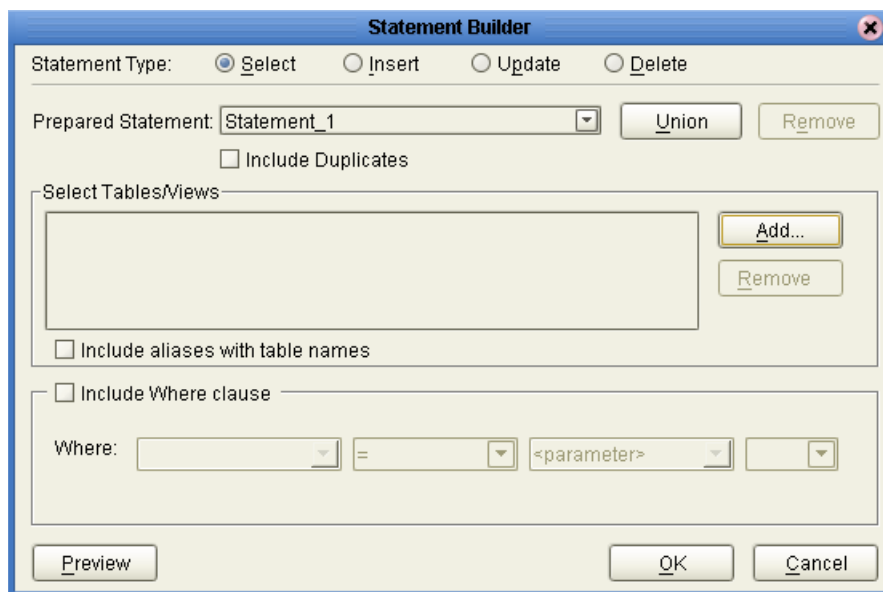 Statement Builder
Statement Type: Select Insert Update Delete
Prepared Statement: Statement_1 Union Remove
Include Duplicates
Select Tables/Views
Add...
Remove
Include aliases with table names
Include Where clause
Where: = <parameter>
Preview OK Cancel